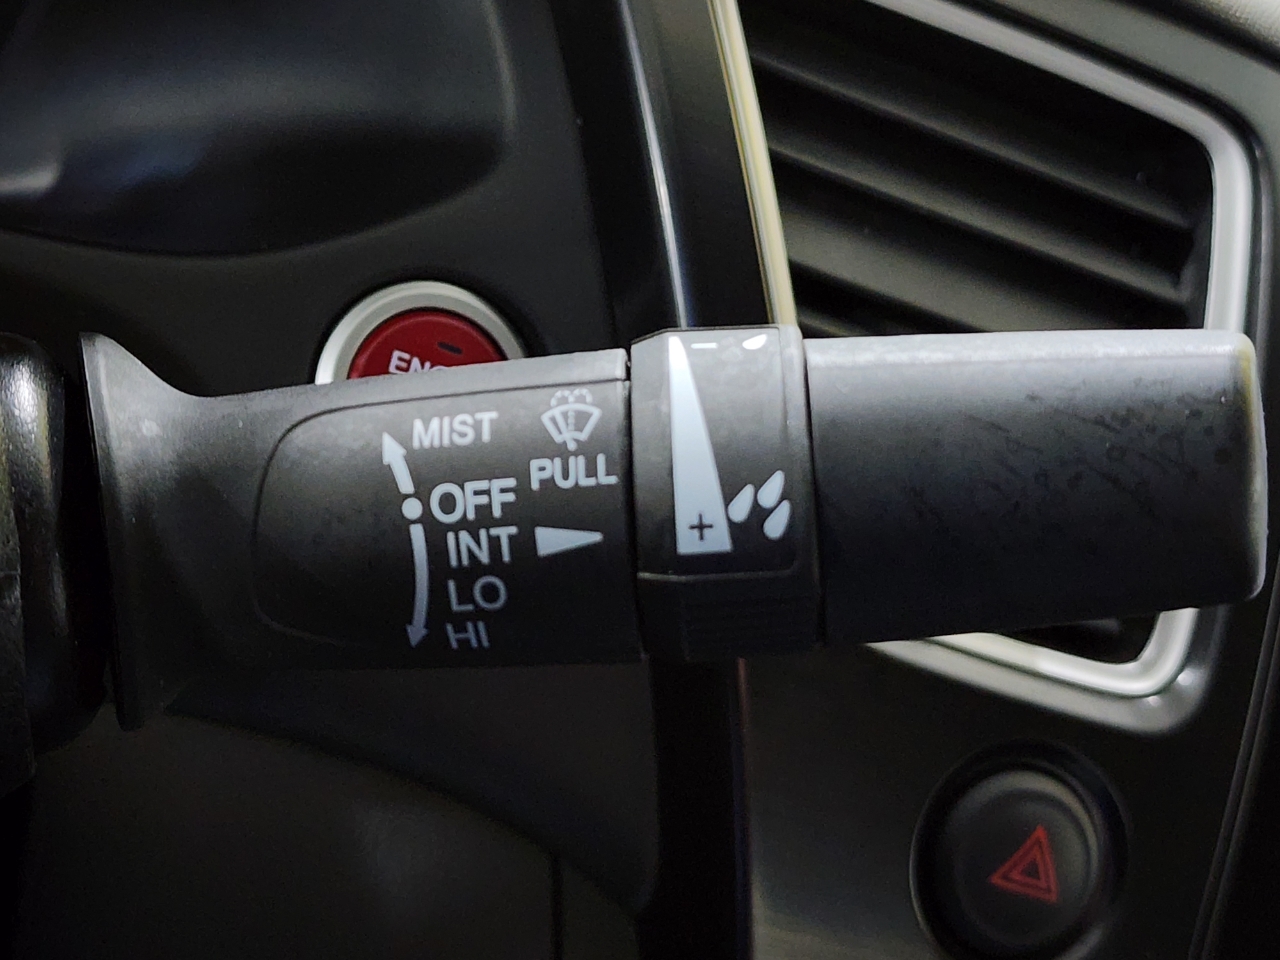 MIST
PULL
OFF
INT
LO
HI
+
-